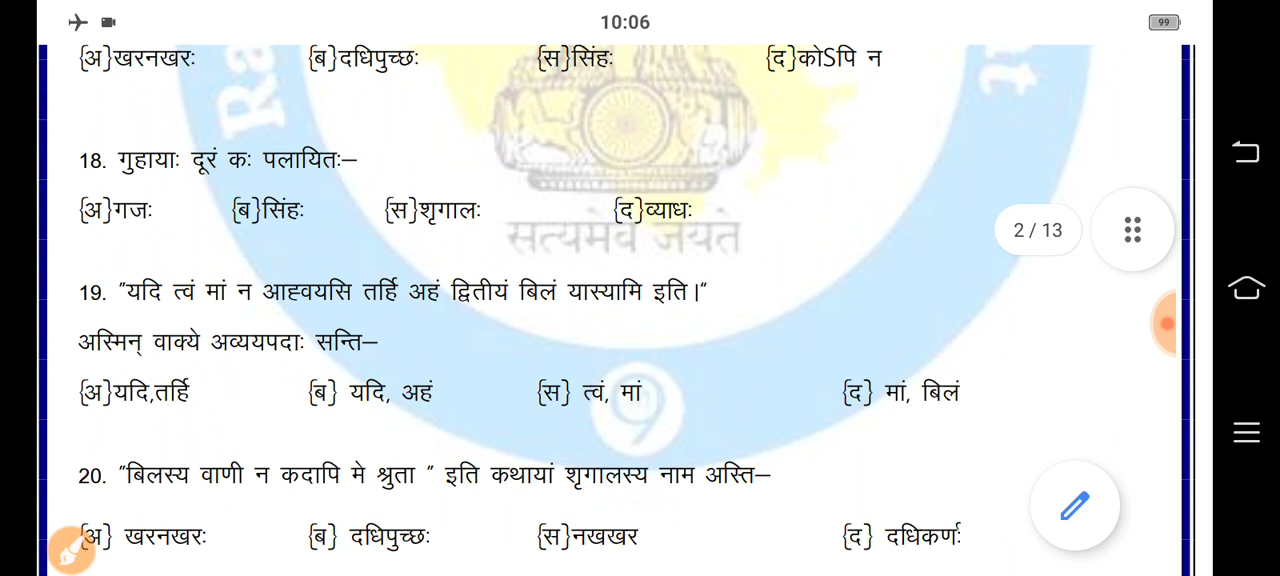 10:06
99
{अ}खरनखरः {ब}दधिपुच्छः {स}सिंहः {द}कोऽपि न
Ra
t
18. गुहायाः दूरं कः पलायितः–
{अ}गजः {ब}सिंहः {स}शृगालः {द}व्याधः
2 / 13
सत्यमेव जयते
19. "यदि त्वं मां न आह्वयसि तर्हि अहं द्वितीयं बिलं यास्यामि इति।"
अस्मिन् वाक्ये अव्ययपदाः सन्ति–
{अ}यदि,तर्हि {ब} यदि, अहं {स} त्वं, मां {द} मां, बिलं
9
20. "बिलस्य वाणी न कदापि मे श्रुता " इति कथायां शृगालस्य नाम अस्ति–
{अ} खरनखरः {ब} दधिपुच्छः {स}नखखर {द} दधिकर्णः